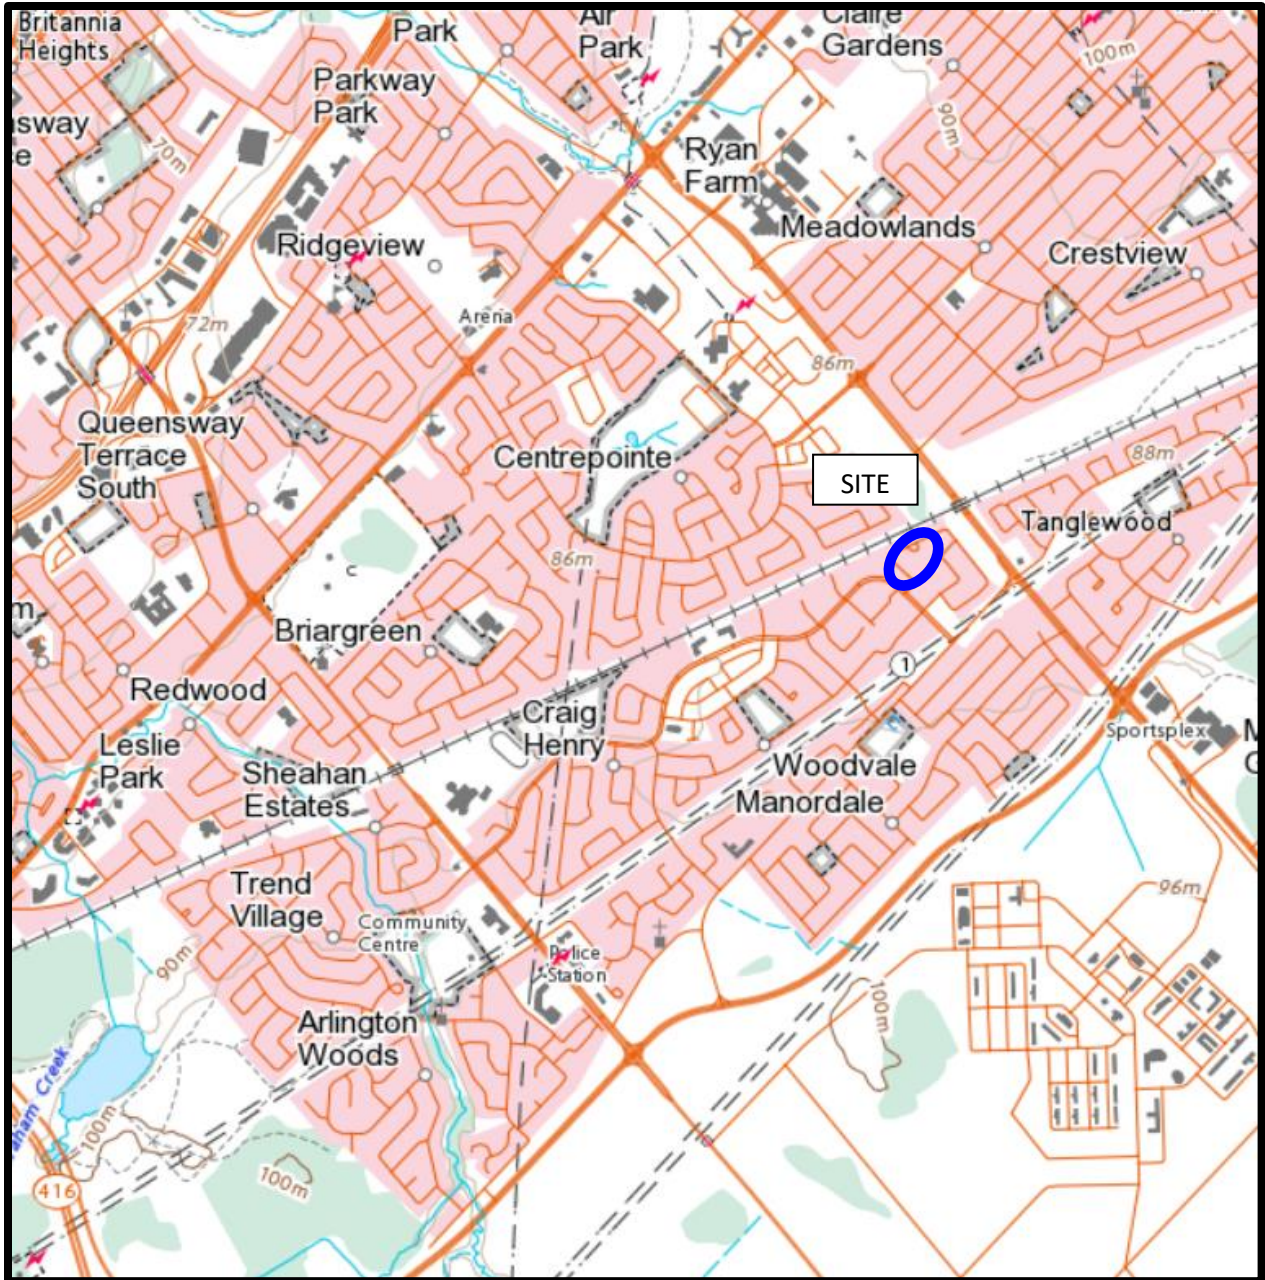 Britannia
Heights
Park
Air
Park
Claire
Gardens
100m
Parkway
Park
90m
70m
Ryan
Farm
Meadowlands
Ridgeview
Crestview
Arena
72m
86m
Queensway
Terrace
South
Centrepointe
88m
SITE
Tanglewood
86m
Briargreen
1
Redwood
Craig
Henry
Leslie
Park
Sportsplex
Sheahan
Estates
Woodvale
Manordale
Trend
Village
96m
Community
Centre
Police
Station
90m
100m
Arlington
Woods
100m
100m
416